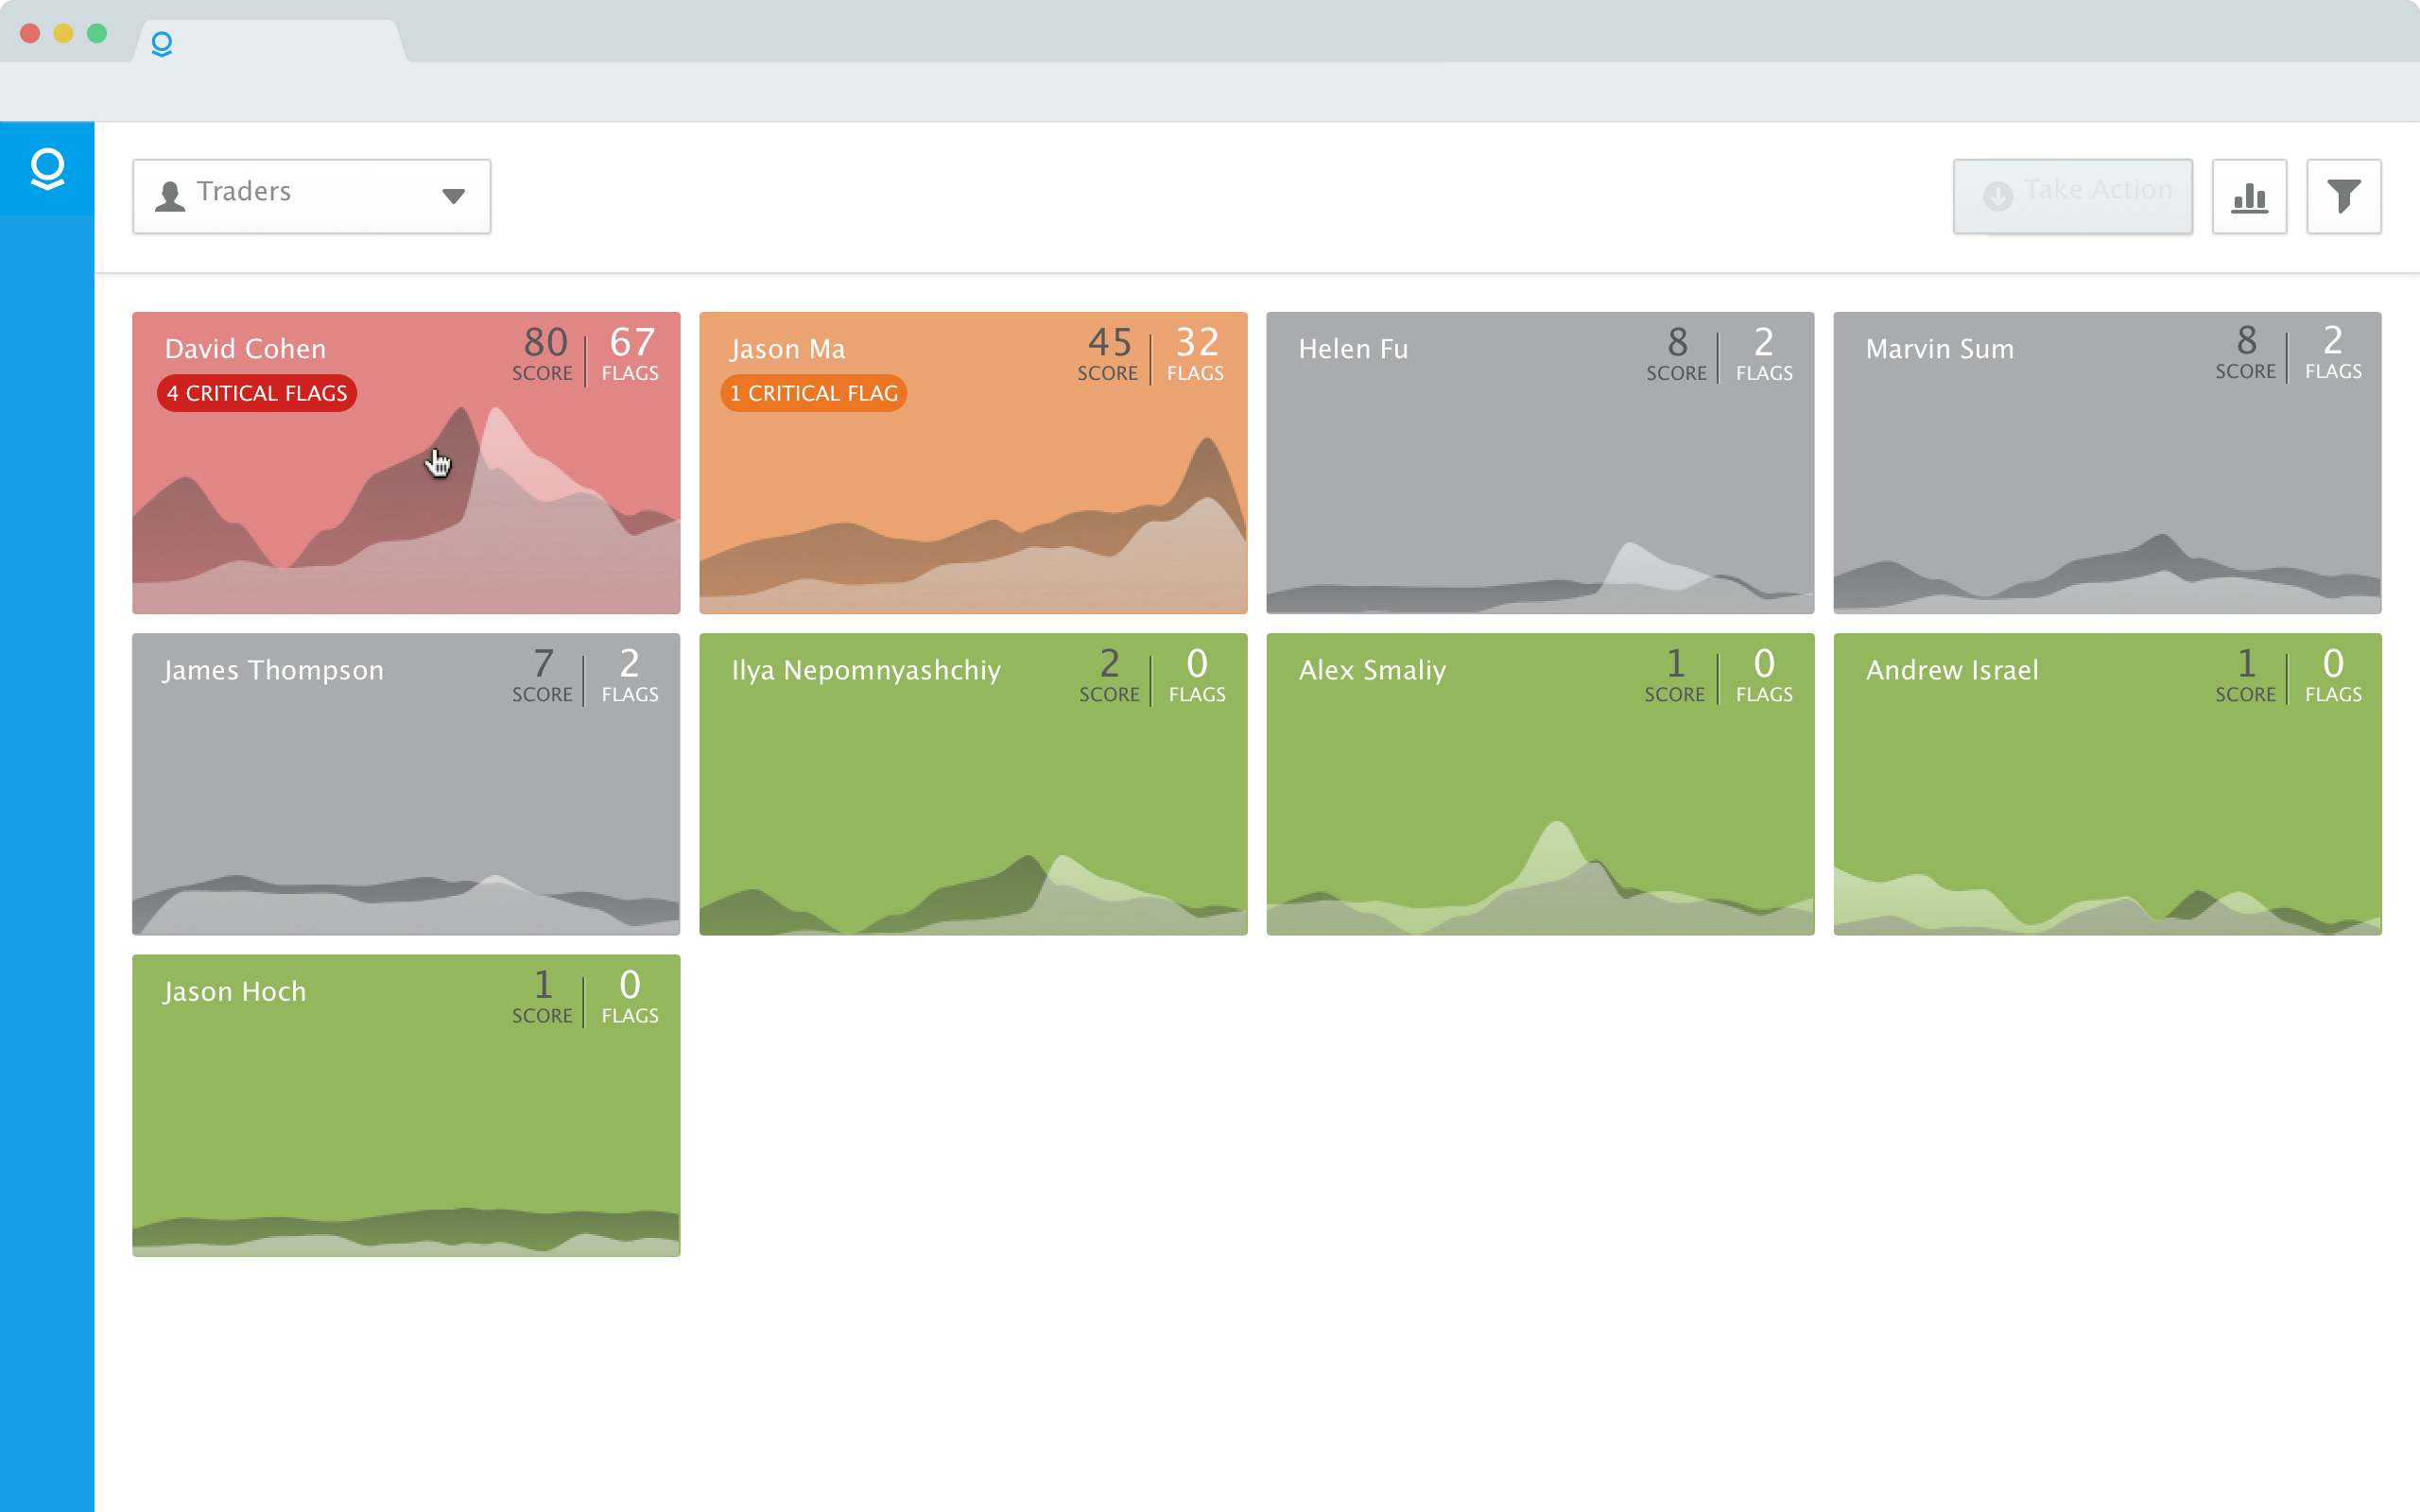 Traders
Take Action
David Cohen
80 67
SCORE FLAGS
4 CRITICAL FLAGS
Jason Ma
45 32
SCORE FLAGS
1 CRITICAL FLAG
Helen Fu
8 2
SCORE FLAGS
Marvin Sum
8 2
SCORE FLAGS
James Thompson
7 2
SCORE FLAGS
Ilya Nepomnyashchiy
2 0
SCORE FLAGS
Alex Smaliy
1 0
SCORE FLAGS
Andrew Israel
1 0
SCORE FLAGS
Jason Hoch
1 0
SCORE FLAGS